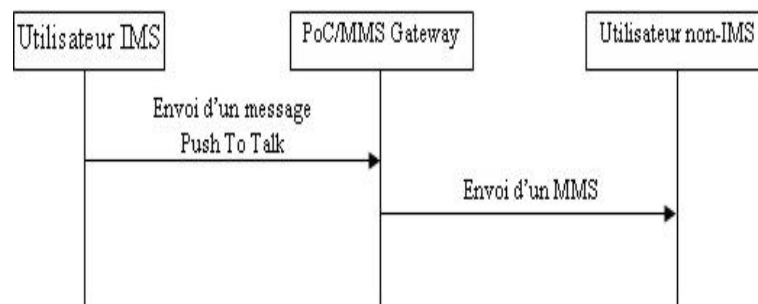 Utilisateur IMS
PoC/MMS Gateway
Utilisateur non-IMS
Envoi d'un message
Push To Talk
Envoi d'un MMS